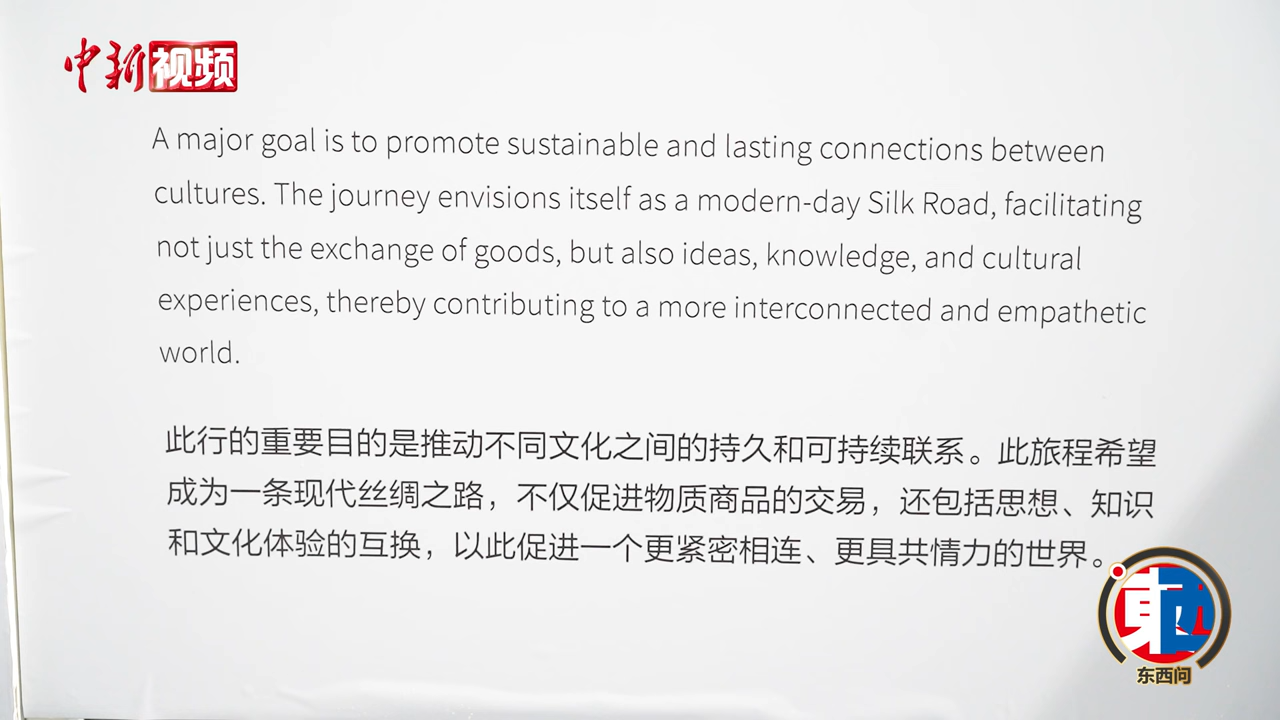 中新视频
A major goal is to promote sustainable and lasting connections between
cultures. The journey envisions itself as a modern-day Silk Road, facilitating
not just the exchange of goods, but also ideas, knowledge, and cultural
experiences, thereby contributing to a more interconnected and empathetic
world.
此行的重要目的是推动不同文化之间的持久和可持续联系。此旅程希望
成为一条现代丝绸之路，不仅促进物质商品的交易，还包括思想、知识
和文化体验的互换，以此促进一个更紧密相连、更具共情力的世界。
东西问